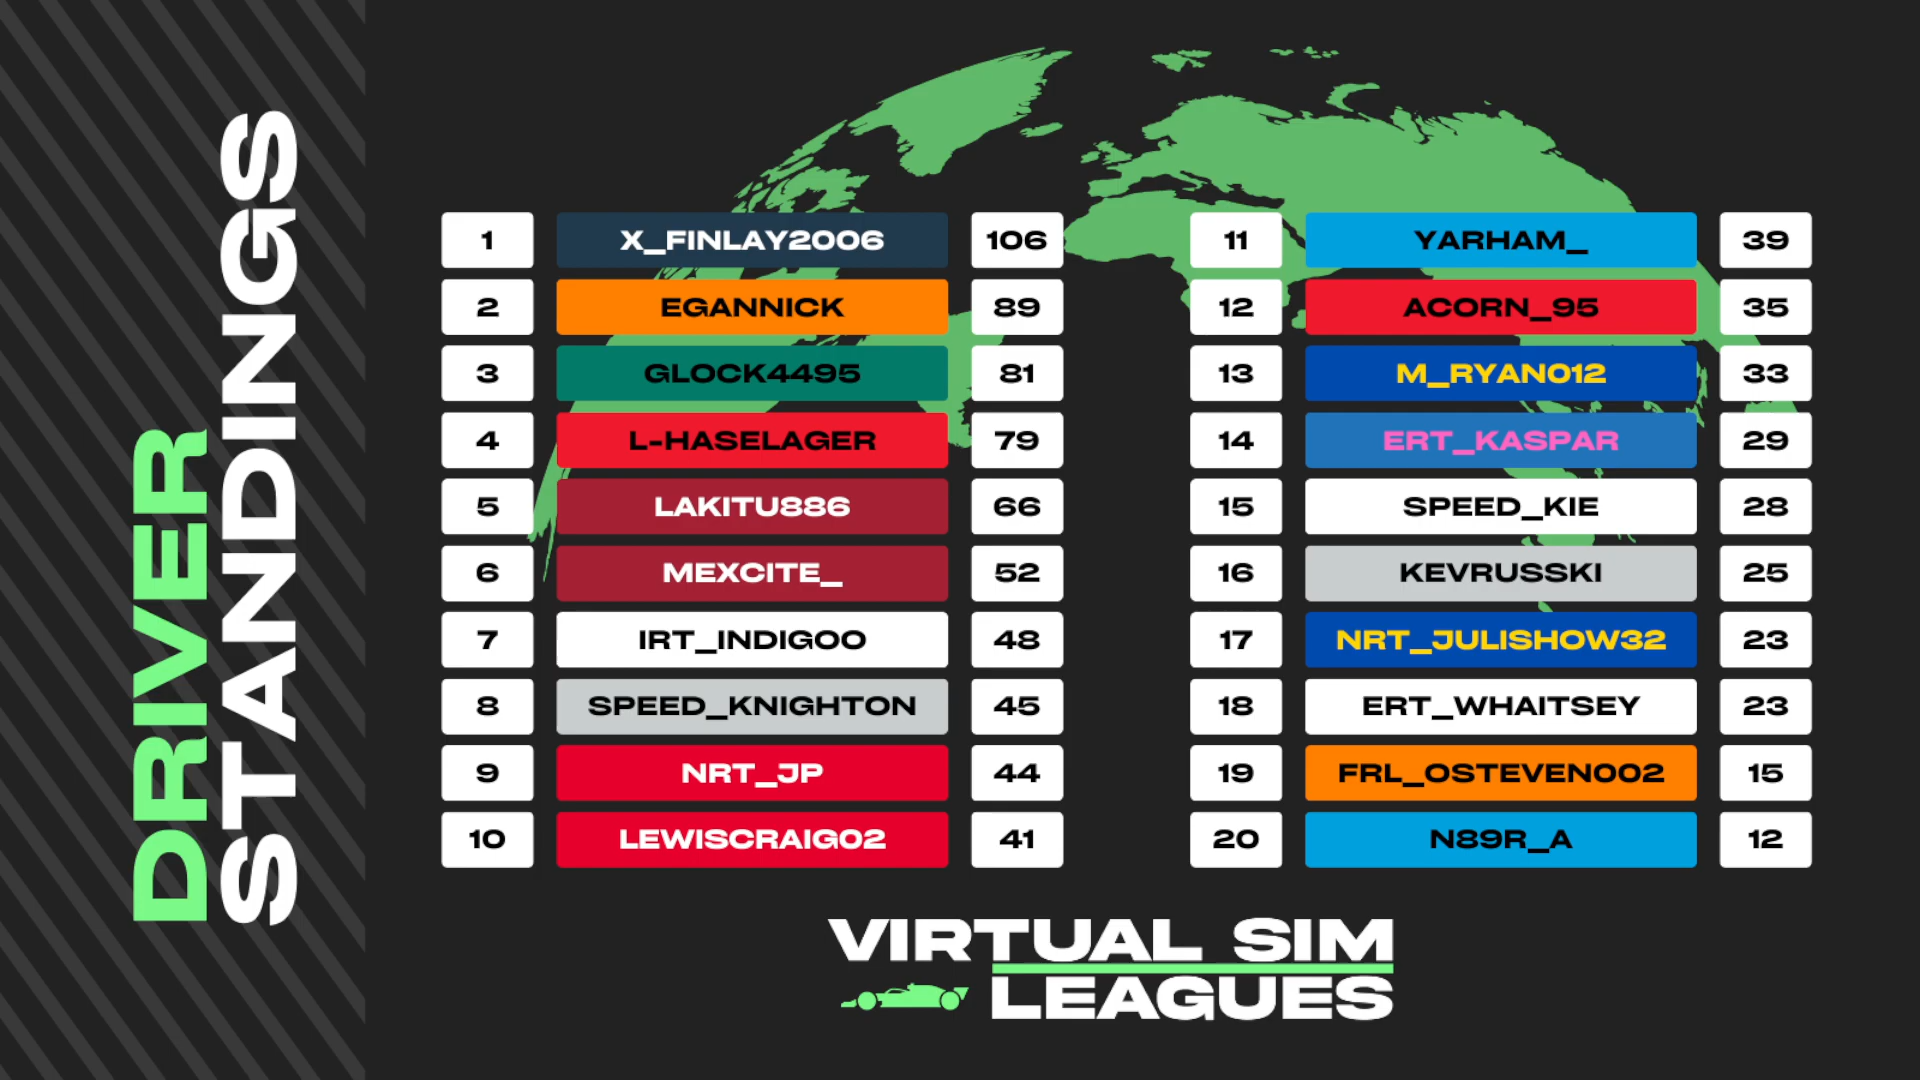 DRIVER
STANDINGS
1 X_FINLAY2006 106
2 EGANNICK 89
3 GLOCK4495 81
4 L-HASELAGER 79
5 LAKITU886 66
6 MEXCITE_ 52
7 IRT_INDIGOO 48
8 SPEED_KNIGHTON 45
9 NRT_JP 44
10 LEWISCRAIG02 41
11 YARHAM_ 39
12 ACORN_95 35
13 M_RYAN012 33
14 ERT_KASPAR 29
15 SPEED_KIE 28
16 KEVRUSSKI 25
17 NRT_JULISHOW32 23
18 ERT_WHAITSEY 23
19 FRL_OSTEVEN002 15
20 N89R_A 12
VIRTUAL SIM
LEAGUES